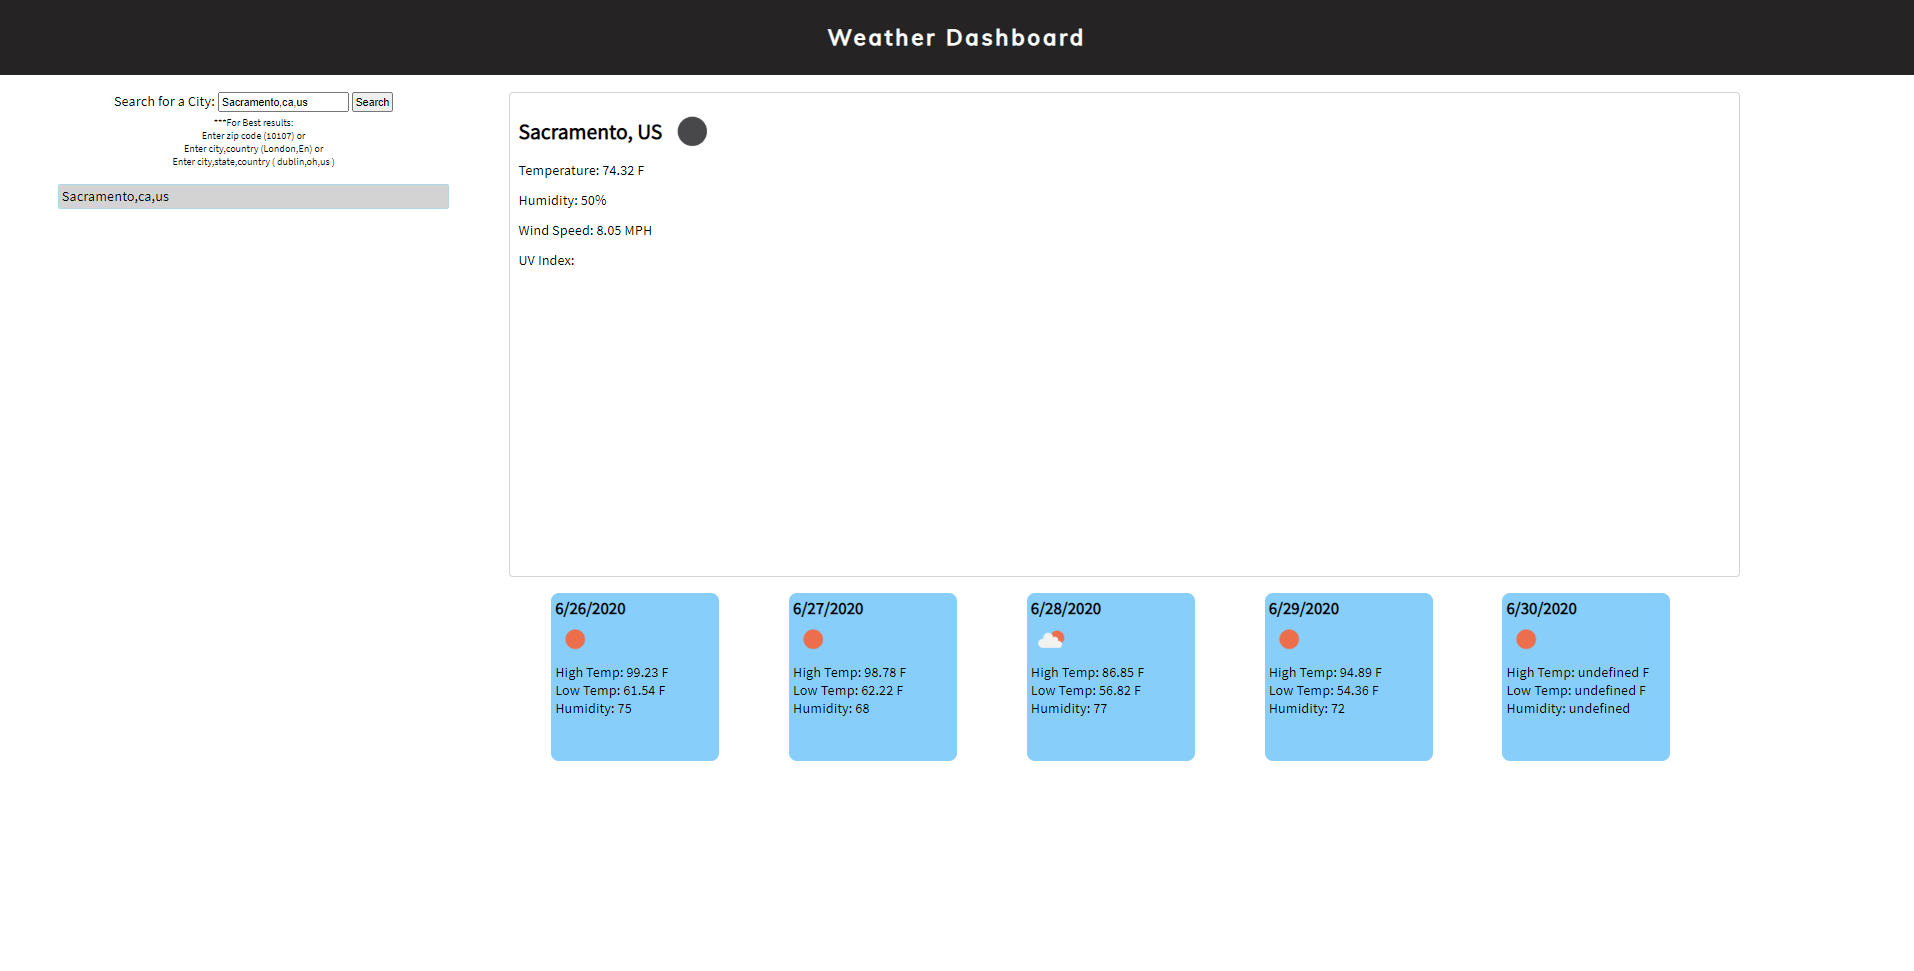 Weather Dashboard
Search for a City: Sacramento,ca,us Search
***For Best results:
Enter zip code (10107) or
Enter city,country (London,En) or
Enter city,state,country ( dublin,oh,us )
Sacramento,ca,us
Sacramento, US
Temperature: 74.32 F
Humidity: 50%
Wind Speed: 8.05 MPH
UV Index:
6/26/2020
High Temp: 99.23 F
Low Temp: 61.54 F
Humidity: 75
6/27/2020
High Temp: 98.78 F
Low Temp: 62.22 F
Humidity: 68
6/28/2020
High Temp: 86.85 F
Low Temp: 56.82 F
Humidity: 77
6/29/2020
High Temp: 94.89 F
Low Temp: 54.36 F
Humidity: 72
6/30/2020
High Temp: undefined F
Low Temp: undefined F
Humidity: undefined